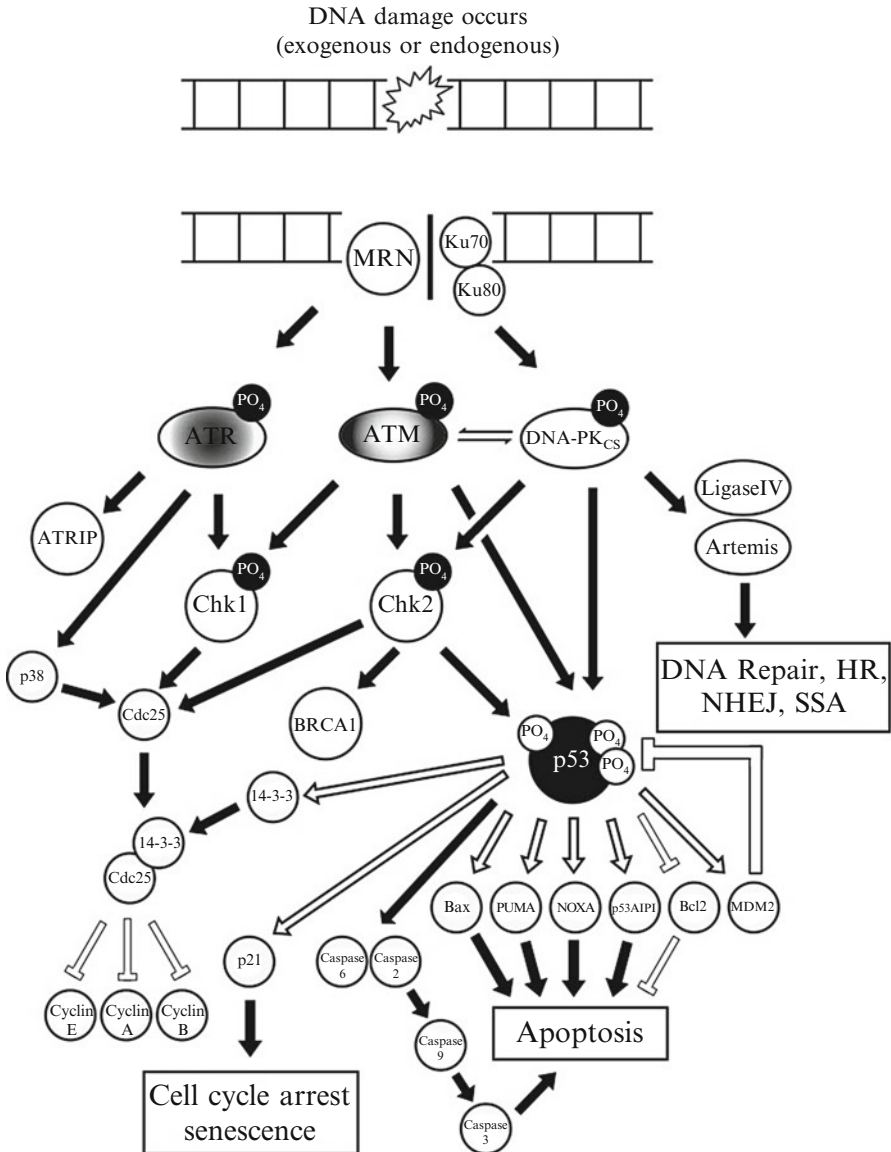 DNA damage occurs
(exogenous or endogenous)
MRN
Ku70
Ku80
PO4
ATR
PO4
ATM
PO4
DNA-PKCS
LigaseIV
Artemis
ATRIP
PO4
Chk1
PO4
Chk2
DNA Repair, HR,
NHEJ, SSA
p38
Cdc25
BRCA1
PO4
p53
PO4
PO4
14-3-3
14-3-3
Cdc25
Bax
PUMA
NOXA
p53AIPI
Bcl2
MDM2
p21
Caspase
6
Caspase
2
Cyclin
E
Cyclin
A
Cyclin
B
Caspase
9
Apoptosis
Cell cycle arrest
senescence
Caspase
3